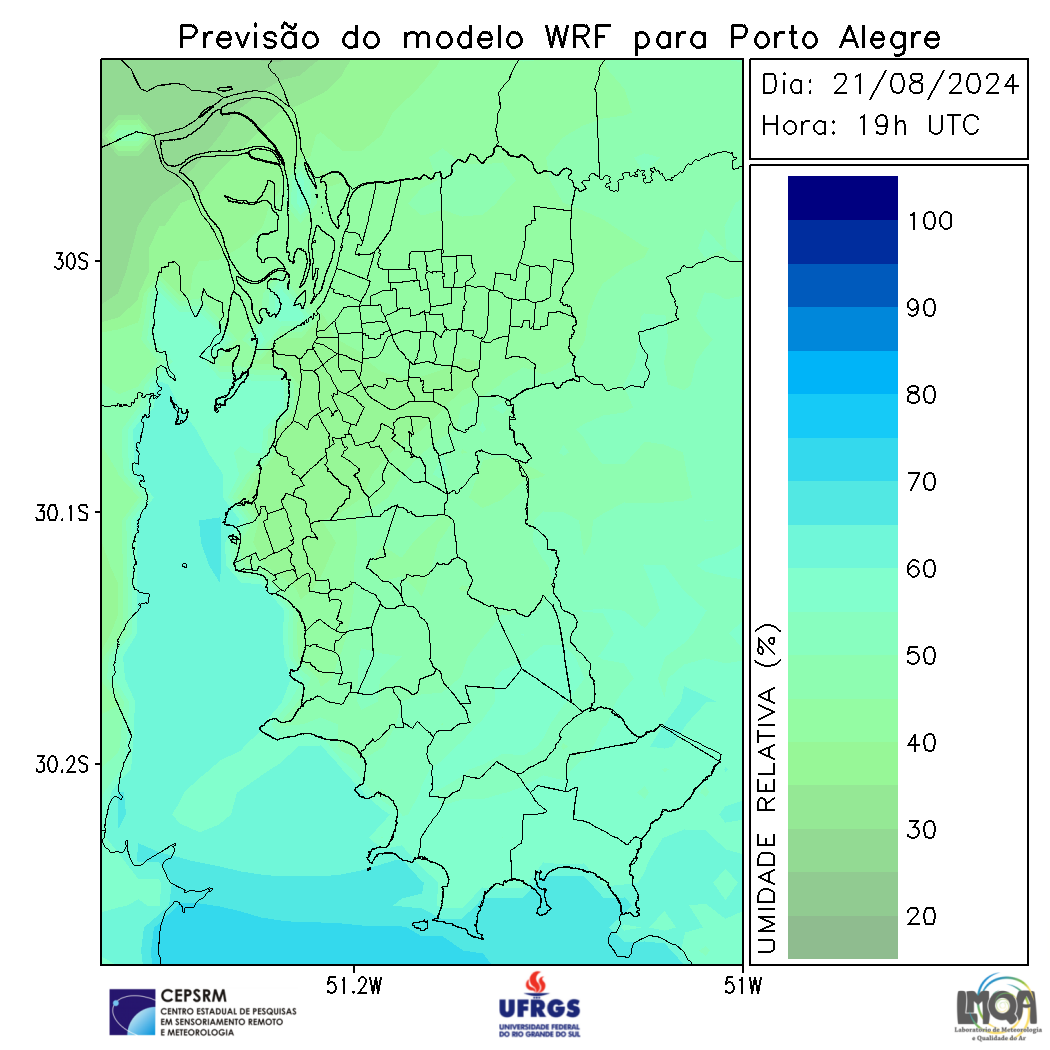 Previsão do modelo WRF para Porto Alegre
Dia: 21/08/2024
Hora: 19h UTC
30S
30.1S
30.2S
51.2W
51W
UMIDADE RELATIVA (%)
100
90
80
70
60
50
40
30
20
CEPSRM
CENTRO ESTADUAL DE PESQUISAS
EM SENSORIAMENTO REMOTO
E METEOROLOGIA
UFRGS
UNIVERSIDADE FEDERAL
DO RIO GRANDE DO SUL
LMQA
Laboratório de Meteorologia
e Qualidade do Ar